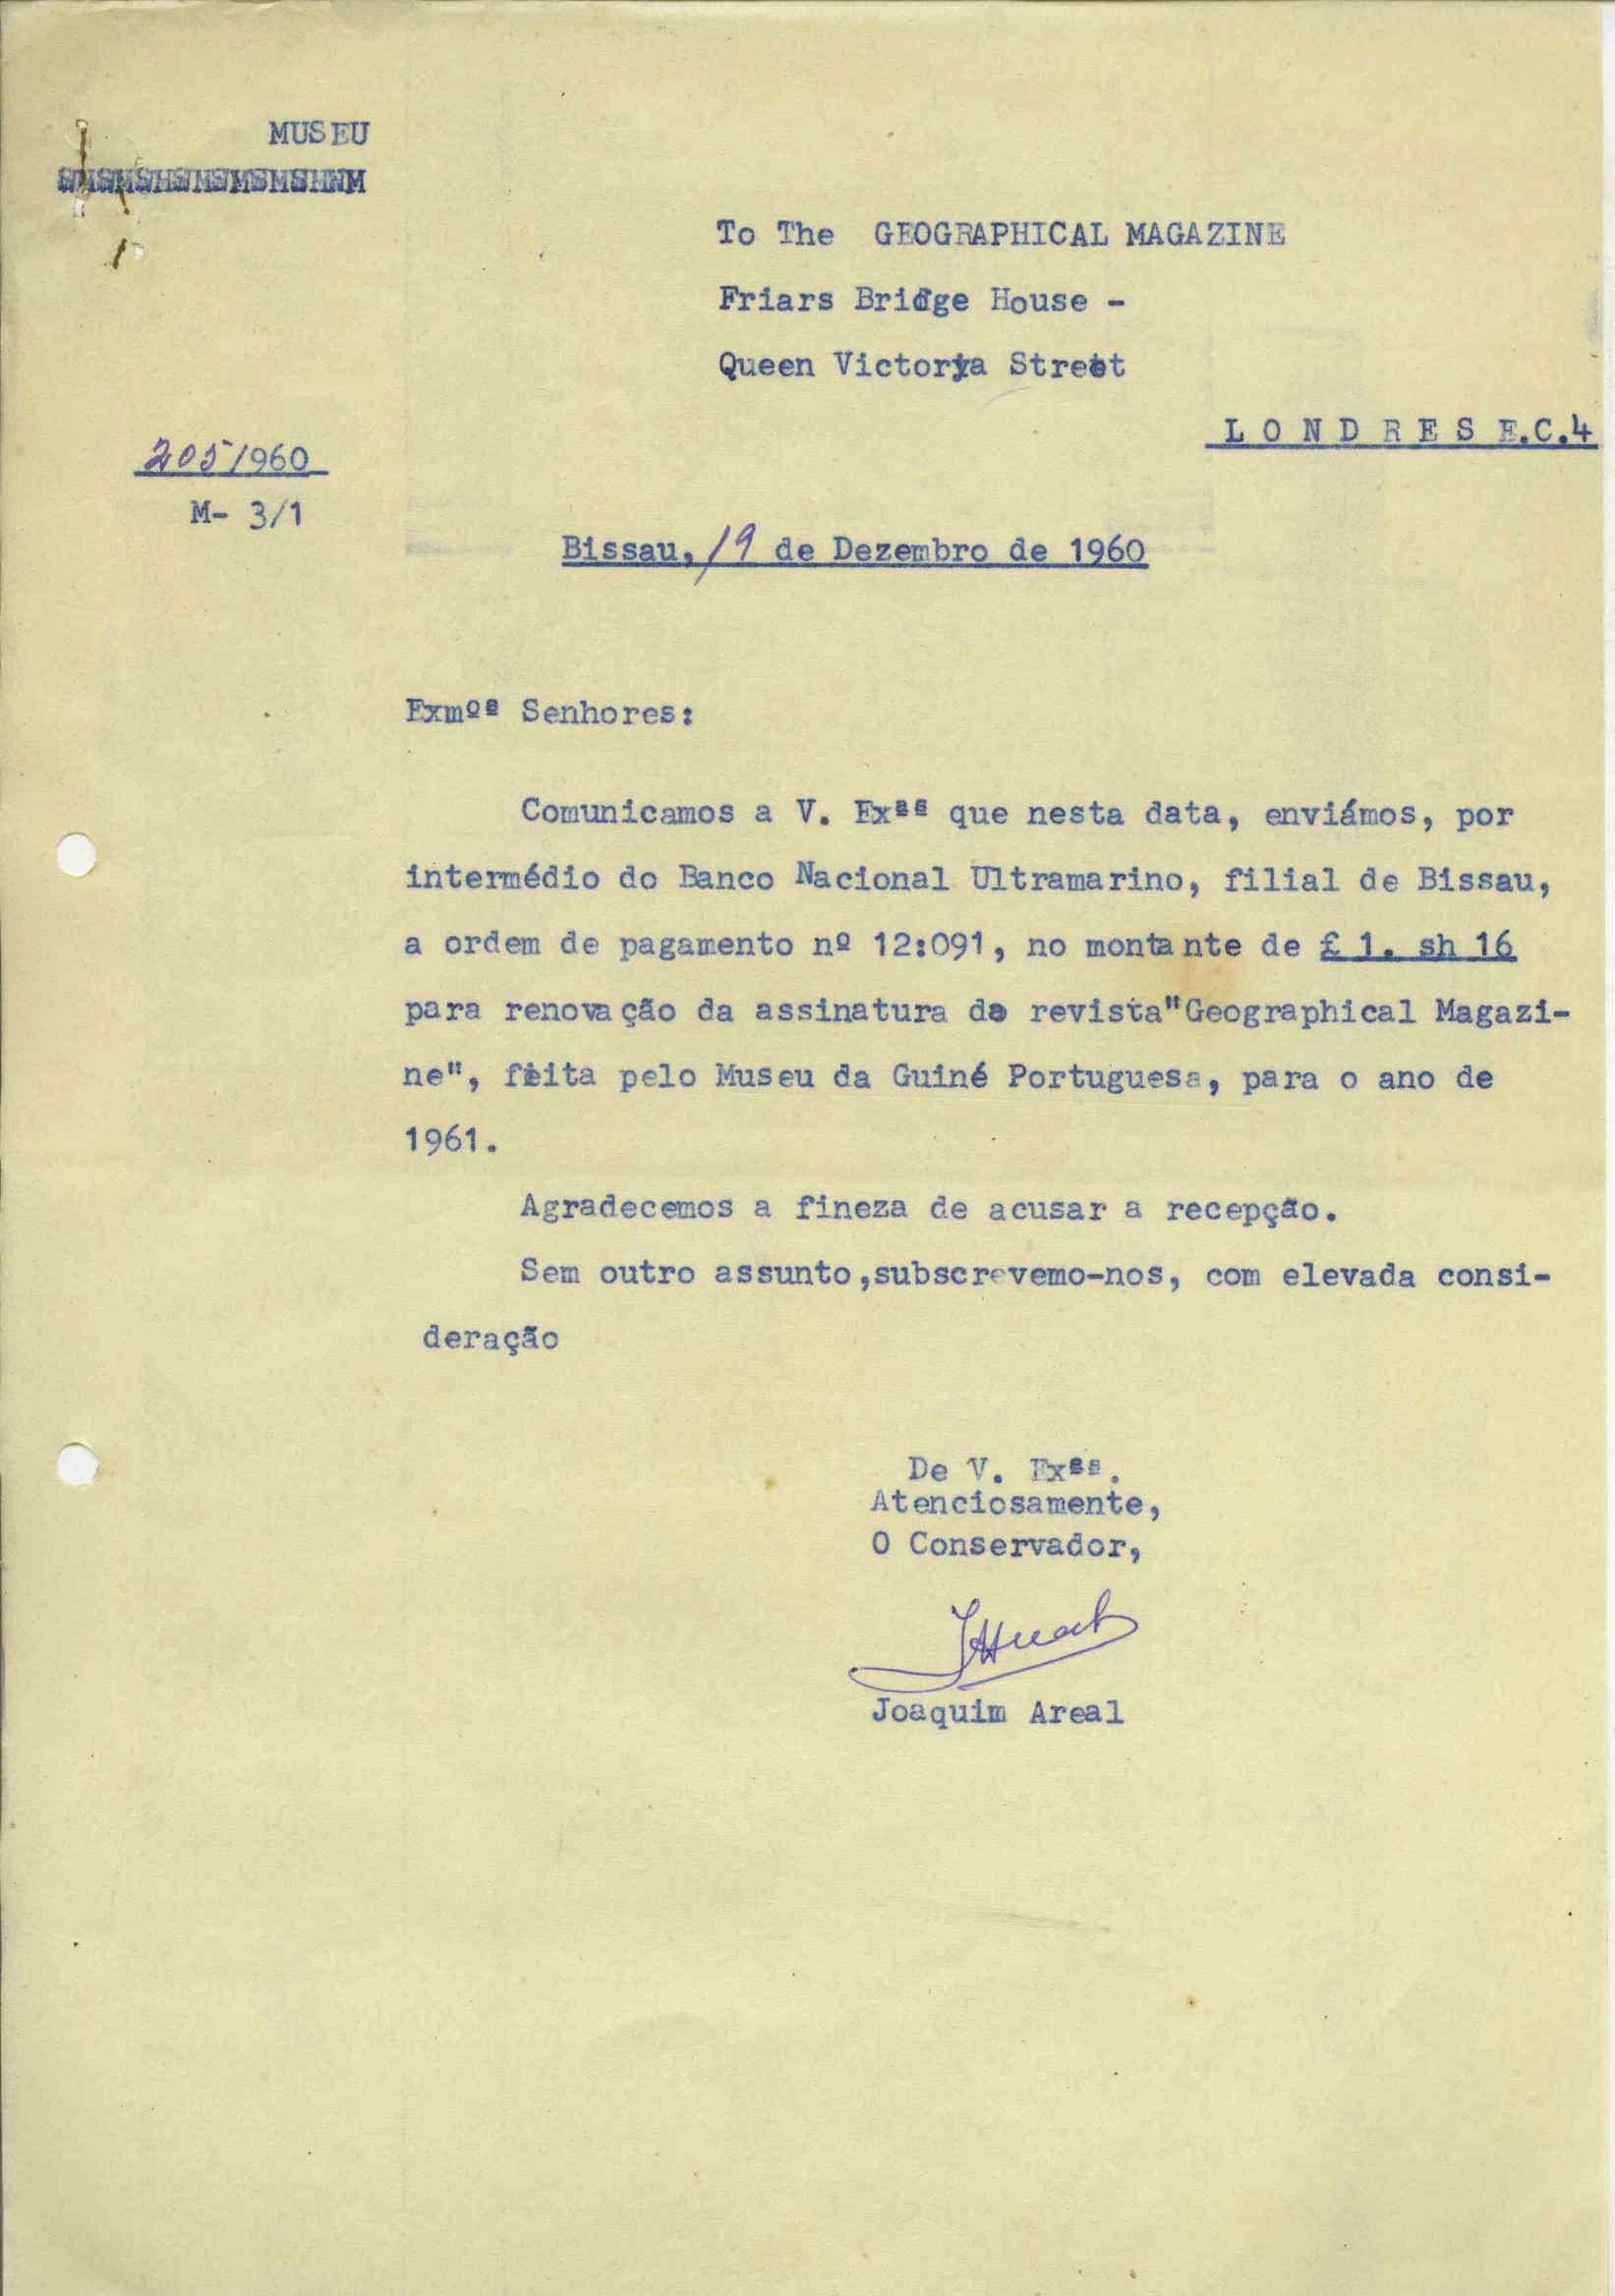 MUSEU
To The GEOGRAPHICAL MAGAZINE
Friars Bridge House -
Queen Victoria Street
L O N D R E S E.C.4
205/960
M- 3/1
Bissau, 19 de Dezembro de 1960
Exmºs Senhores:
Comunicamos a V. Exªs que nesta data, enviámos, por
intermédio do Banco Nacional Ultramarino, filial de Bissau,
a ordem de pagamento nº 12:091, no montante de £ 1. sh 16
para renovação da assinatura da revista"Geographical Magazi-
ne", feita pelo Museu da Guiné Portuguesa, para o ano de
1961.
Agradecemos a fineza de acusar a recepção.
Sem outro assunto,subscrevemo-nos, com elevada consi-
deração
De V. Exªs.
Atenciosamente,
O Conservador,
Joaquim Areal